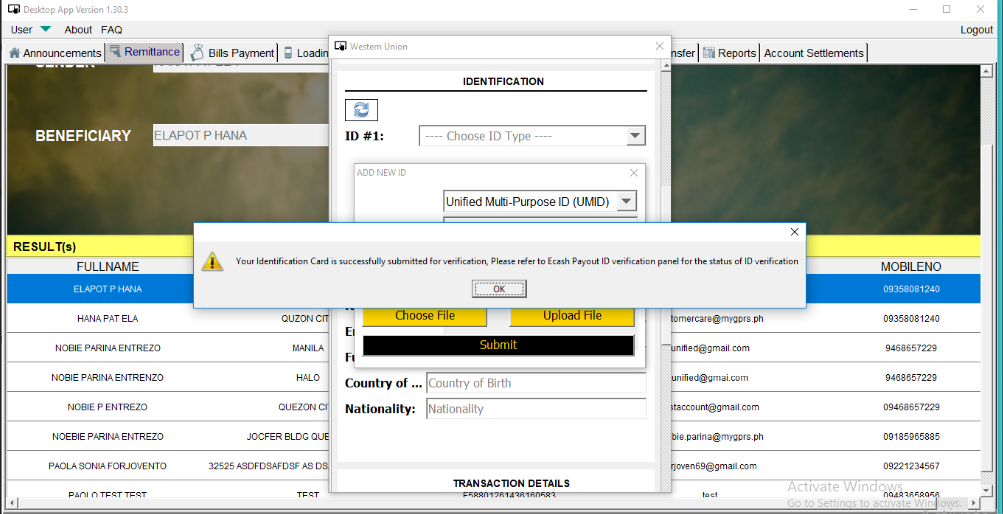 Desktop App Version 1.30.3
User About FAQ Logout
Announcements Remittance Bills Payment Loadin nsfer Reports Account Settlements
Western Union
IDENTIFICATION
ID #1: ---- Choose ID Type ----
BENEFICIARY ELAPOT P HANA
ADD NEW ID
Unified Multi-Purpose ID (UMID)
Your Identification Card is successfully submitted for verification, Please refer to Ecash Payout ID verification panel for the status of ID verification
OK
Choose File Upload File
Submit
Country of ... Country of Birth
Nationality: Nationality
TRANSACTION DETAILS
RESULT(s)
FULLNAME MOBILENO
ELAPOT P HANA 09358081240
HANA PAT ELA QUZON CIT tomercare@mygprs.ph 09358081240
NOBIE PARINA ENTREZO MANILA unified@gmail.com 9468657229
NOBIE PARINA ENTRENZO HALO unified@gmai.com 9468657229
NOBIE P ENTREZO QUEZON CI staccount@gmail.com 09468657229
NOEBIE PARINA ENTREZO JOCFER BLDG QUE bie.parina@mygprs.ph 09185965885
PAOLA SONIA FORJOVENTO 32525 ASDFDSAFDSF AS DS rjoven69@gmail.com 09221234567
PAOLO TEST TEST TEST test 09483658956
Activate Windows
Go to Settings to activate Windows.